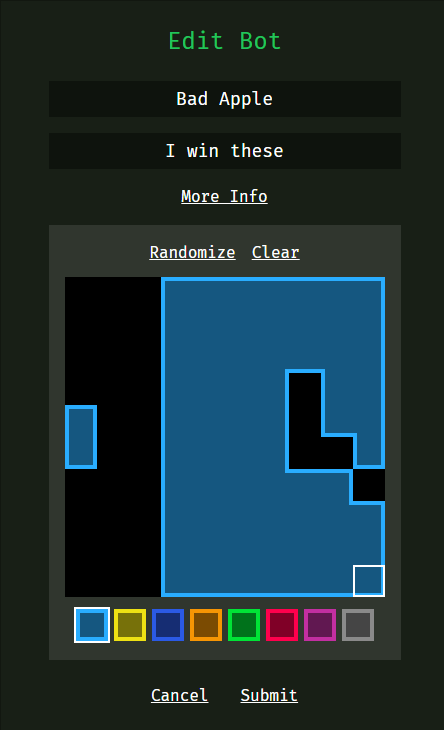 Edit Bot
Bad Apple
I win these
More Info
Randomize Clear
Cancel Submit